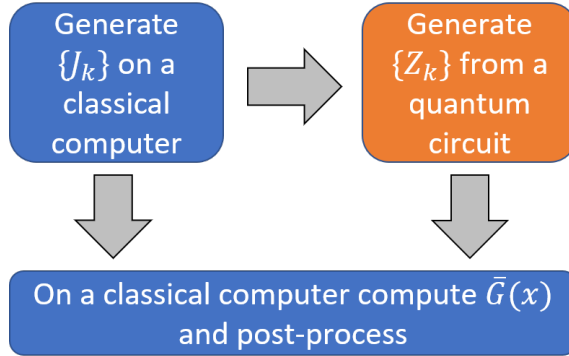 Generate
{J_k} on a
classical
computer
Generate
{Z_k} from a
quantum
circuit
On a classical computer compute G̅(x)
and post-process